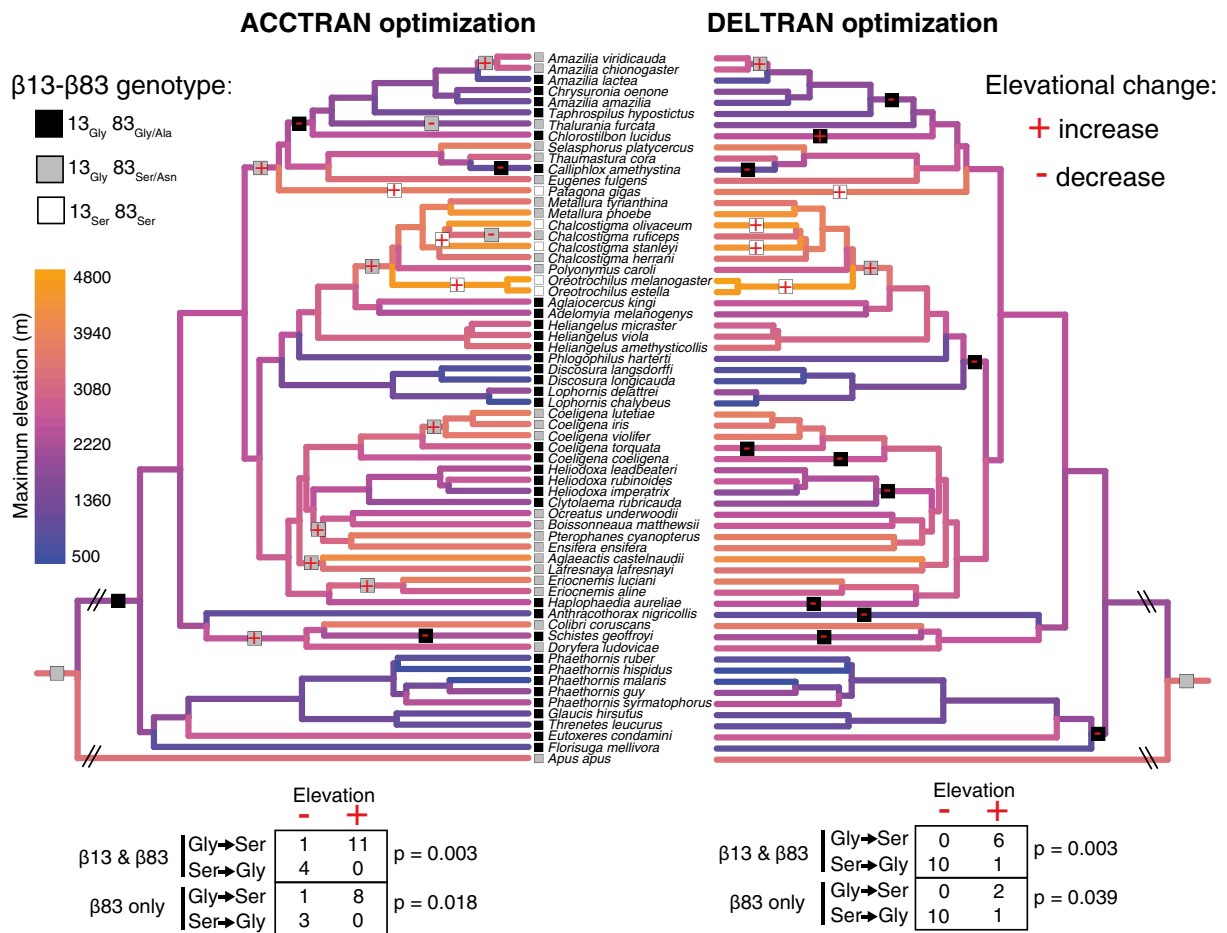 ACCTRAN optimization
DELTRAN optimization
β13-β83 genotype:
13Gly 83Gly/Ala
13Gly 83Ser/Asn
13Ser 83Ser
Maximum elevation (m)
4800
3940
3080
2220
1360
500
Elevational change:
+ increase
- decrease
Amazilia viridicauda
Amazilia chionogaster
Amazilia lactea
Chrysuronia oenone
Amazilia amazilia
Taphrospilus hypostictus
Thalurania furcata
Chlorostilbon lucidus
Selasphorus platycercus
Thaumastura cora
Calliphlox amethystina
Eugenes fulgens
Patagona gigas
Metallura tyrianthina
Metallura phoebe
Chalcostigma olivaceum
Chalcostigma ruficeps
Chalcostigma stanleyi
Chalcostigma herrani
Polyonymus caroli
Oreotrochilus melanogaster
Oreotrochilus estella
Aglaiocercus kingi
Adelomyia melanogenys
Heliangelus micraster
Heliangelus viola
Heliangelus amethysticollis
Phlogophilus harterti
Discosura langsdorffi
Discosura longicauda
Lophornis delattrei
Lophornis chalybeus
Coeligena lutetiae
Coeligena iris
Coeligena violifer
Coeligena torquata
Coeligena coeligena
Heliodoxa leadbeateri
Heliodoxa rubinoides
Heliodoxa imperatrix
Clytolaema rubricauda
Ocreatus underwoodii
Boissonneaua matthewsii
Pterophanes cyanopterus
Ensifera ensifera
Aglaeactis castelnaudii
Lafresnaya lafresnayi
Eriocnemis luciani
Eriocnemis aline
Haplophaedia aureliae
Anthracothorax nigricollis
Colibri coruscans
Schistes geoffroyi
Doryfera ludovicae
Phaethornis ruber
Phaethornis hispidus
Phaethornis malaris
Phaethornis guy
Phaethornis syrmatophorus
Glaucis hirsutus
Threnetes leucurus
Eutoxeres condamini
Florisuga mellivora
Apus apus
Elevation
- +
β13 & β83
Gly→Ser 1 11
Ser→Gly 4 0
p = 0.003
β83 only
Gly→Ser 1 8
Ser→Gly 3 0
p = 0.018
Elevation
- +
β13 & β83
Gly→Ser 0 6
Ser→Gly 10 1
p = 0.003
β83 only
Gly→Ser 0 2
Ser→Gly 10 1
p = 0.039